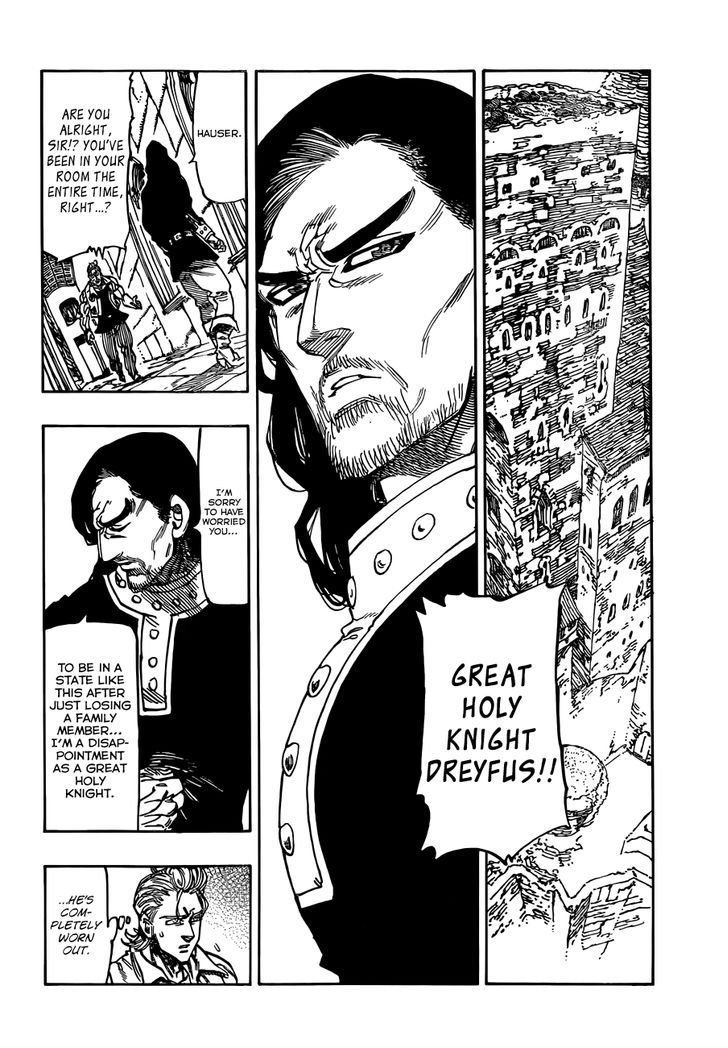 GREAT
HOLY
KNIGHT
DREYFUS!!
HAUSER.
ARE YOU
ALRIGHT,
SIR!? YOU'VE
BEEN IN YOUR
ROOM THE
ENTIRE TIME,
RIGHT...?
I'M
SORRY
TO HAVE
WORRIED
YOU...
TO BE IN A
STATE LIKE
THIS AFTER
JUST LOSING
A FAMILY
MEMBER...
I'M A DISAP-
POINTMENT
AS A GREAT
HOLY
KNIGHT.
...HE'S
COM-
PLETELY
WORN
OUT.